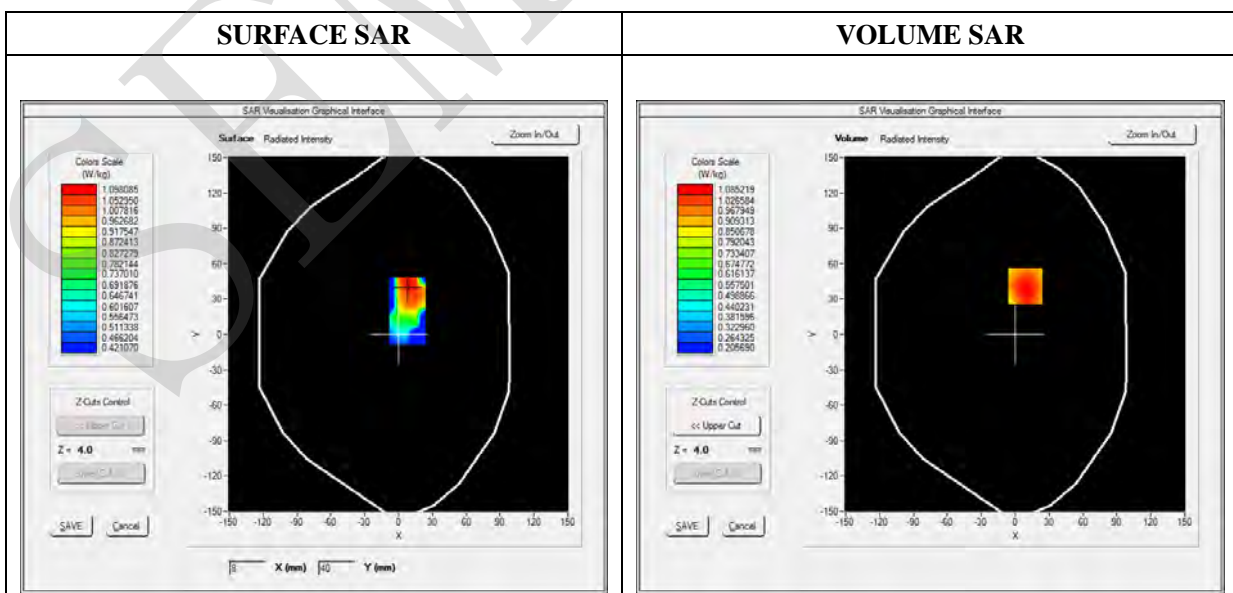 SURFACE SAR
VOLUME SAR
SAR Visualisation Graphical Interface
Surface Radiated Intensity
Zoom In/Out
Colors Scale
(W/kg)
1.098085
1.052950
1.007816
0.962682
0.917547
0.872413
0.827279
0.782144
0.737010
0.691876
0.646741
0.601607
0.556473
0.511338
0.466204
0.421070
Z-Cuts Control
<< Upper Cut
Z = 4.0 mm
SAVE
Cancel
150
120
90
60
30
0
-30
-60
-90
-120
-150
Y
-150 -120 -90 -60 -30 0 30 60 90 120 150
X
8 X (mm) 40 Y (mm)
SAR Visualisation Graphical Interface
Volume Radiated Intensity
Zoom In/Out
Colors Scale
(W/kg)
1.085219
1.026584
0.967949
0.909313
0.850678
0.792043
0.733407
0.674772
0.616137
0.557501
0.498866
0.440231
0.381595
0.322960
0.264325
0.205690
Z-Cuts Control
<< Upper Cut
Z = 4.0 mm
SAVE
Cancel
150
120
90
60
30
0
-30
-60
-90
-120
-150
Y
-150 -120 -90 -60 -30 0 30 60 90 120 150
X